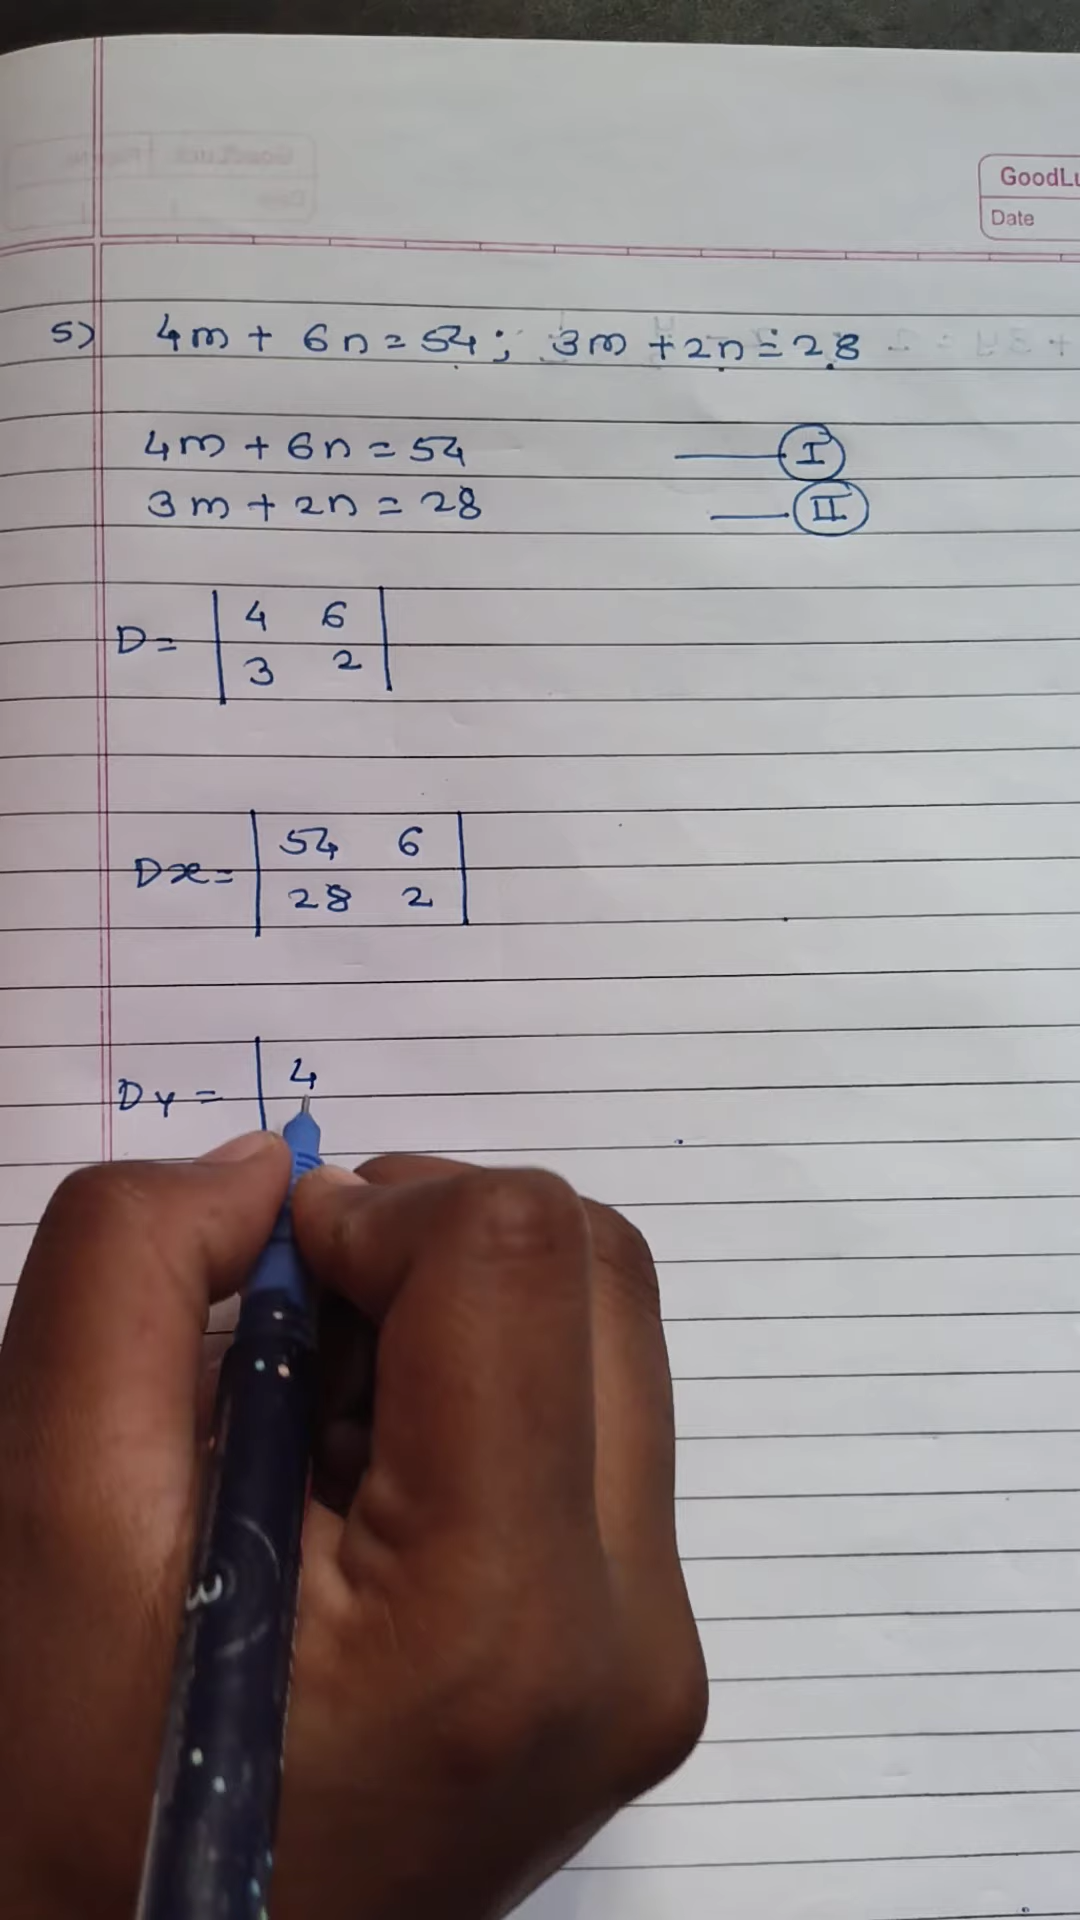 GoodLu
Date
5) 4m + 6n = 54; 3m + 2n = 28
4m + 6n = 54 —— I
3m + 2n = 28 —— II
D = | 4 6 |
| 3 2 |
Dx = | 54 6 |
| 28 2 |
Dy = | 4